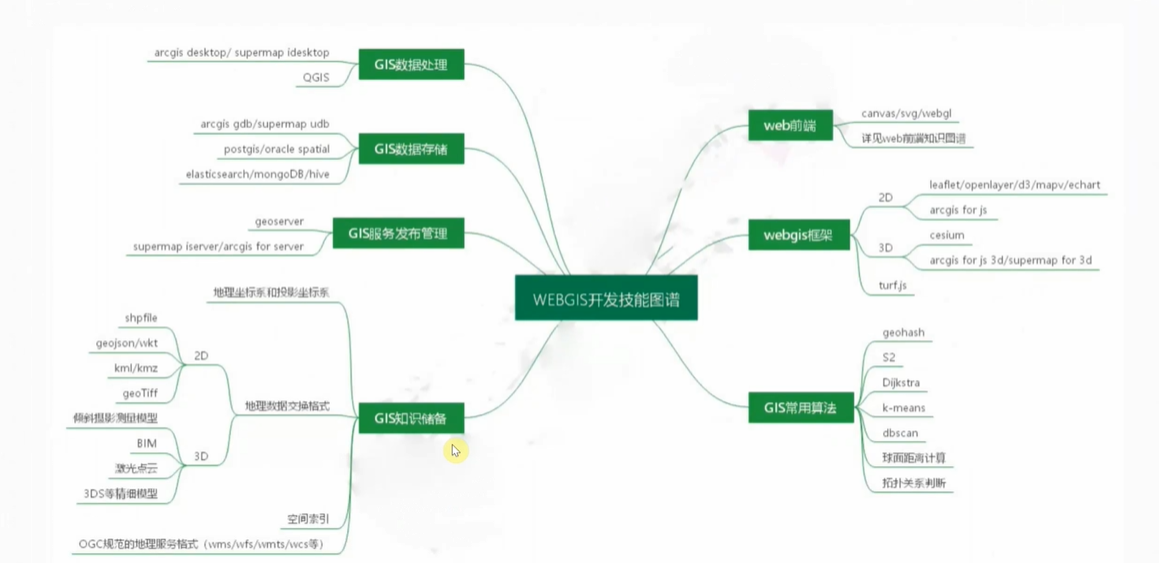 WEBGIS开发技能图谱
GIS数据处理
arcgis desktop/ supermap idesktop
QGIS
GIS数据存储
arcgis gdb/supermap udb
postgis/oracle spatial
elasticsearch/mongoDB/hive
GIS服务发布管理
geoserver
supermap iserver/arcgis for server
GIS知识储备
地理坐标系和投影坐标系
地理数据交换格式
2D
shpfile
geojson/wkt
kml/kmz
geoTiff
3D
倾斜摄影测量模型
BIM
激光点云
3DS等精细模型
空间索引
OGC规范的地理服务格式（wms/wfs/wmts/wcs等）
web前端
canvas/svg/webgl
详见web前端知识图谱
webgis框架
2D
leaflet/openlayer/d3/mapv/echart
arcgis for js
3D
cesium
arcgis for js 3d/supermap for 3d
turf.js
GIS常用算法
geohash
S2
Dijkstra
k-means
dbscan
球面距离计算
拓扑关系判断